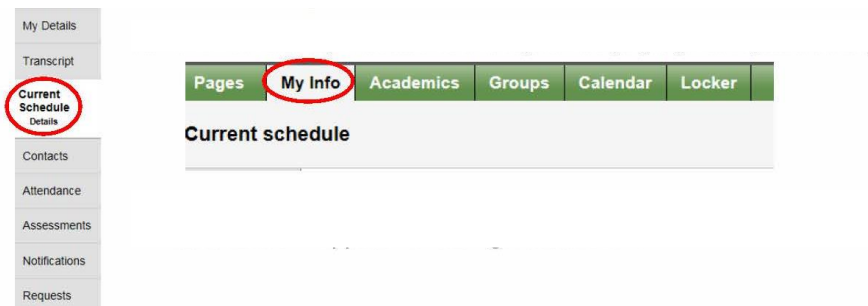 My Details
Transcript
Current
Schedule
Details
Contacts
Attendance
Assessments
Notifications
Requests
Pages My Info Academics Groups Calendar Locker
Current schedule